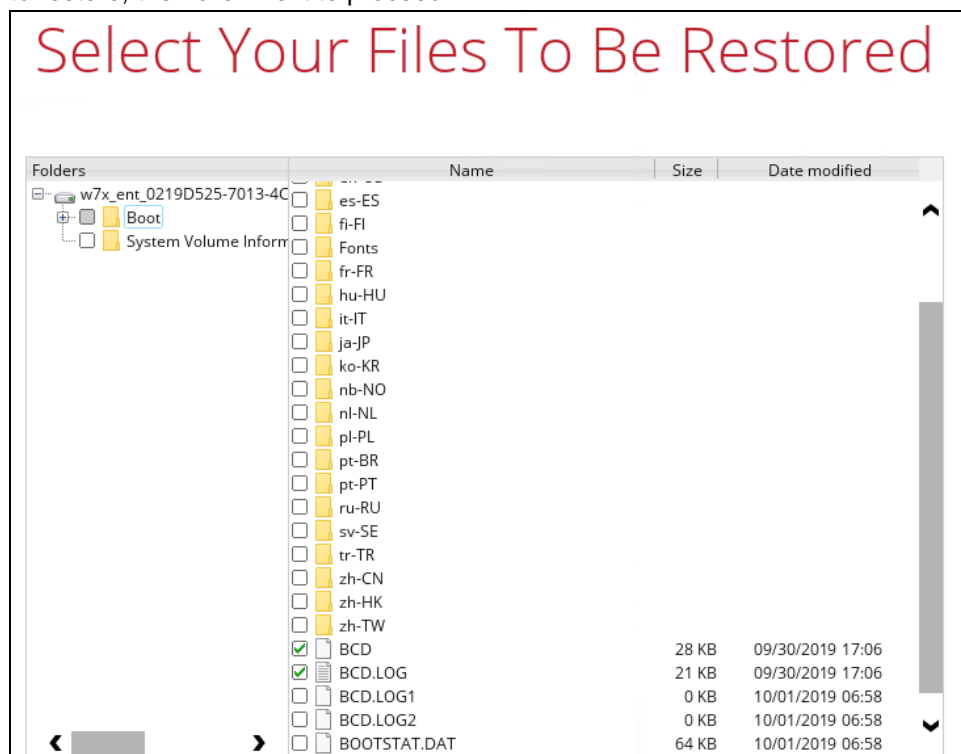 Select Your Files To Be Restored
Folders Name Size Date modified
w7x_ent_0219D525-7013-4C
Boot
System Volume Inform
es-ES
fi-FI
Fonts
fr-FR
hu-HU
it-IT
ja-JP
ko-KR
nb-NO
nl-NL
pl-PL
pt-BR
pt-PT
ru-RU
sv-SE
tr-TR
zh-CN
zh-HK
zh-TW
BCD 28 KB 09/30/2019 17:06
BCD.LOG 21 KB 09/30/2019 17:06
BCD.LOG1 0 KB 10/01/2019 06:58
BCD.LOG2 0 KB 10/01/2019 06:58
BOOTSTAT.DAT 64 KB 10/01/2019 06:58